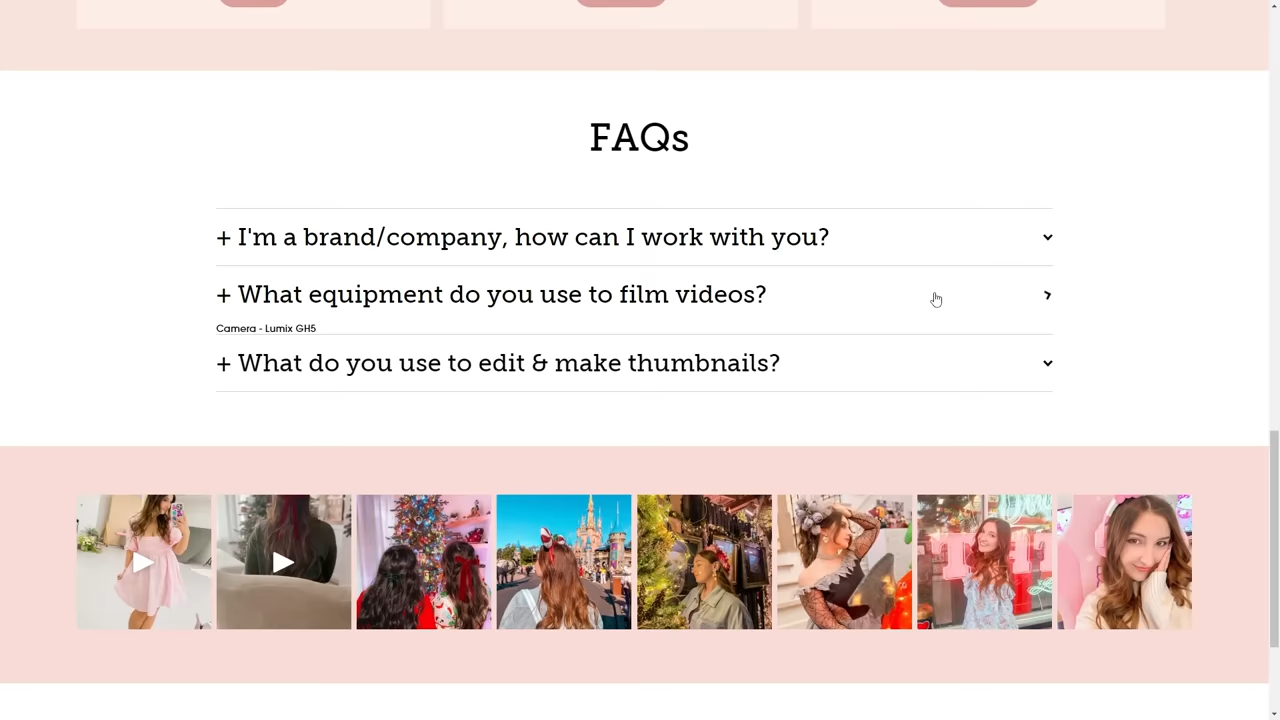 FAQs
+ I'm a brand/company, how can I work with you?
+ What equipment do you use to film videos?
Camera - Lumix GH5
+ What do you use to edit & make thumbnails?